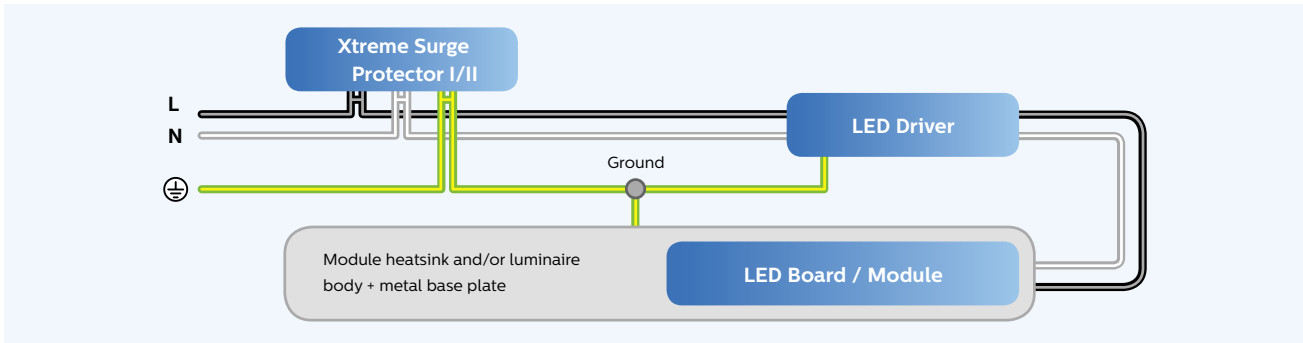 Xtreme Surge
Protector I/II
L
LED Driver
N
Ground
Module heatsink and/or luminaire
body + metal base plate
LED Board / Module